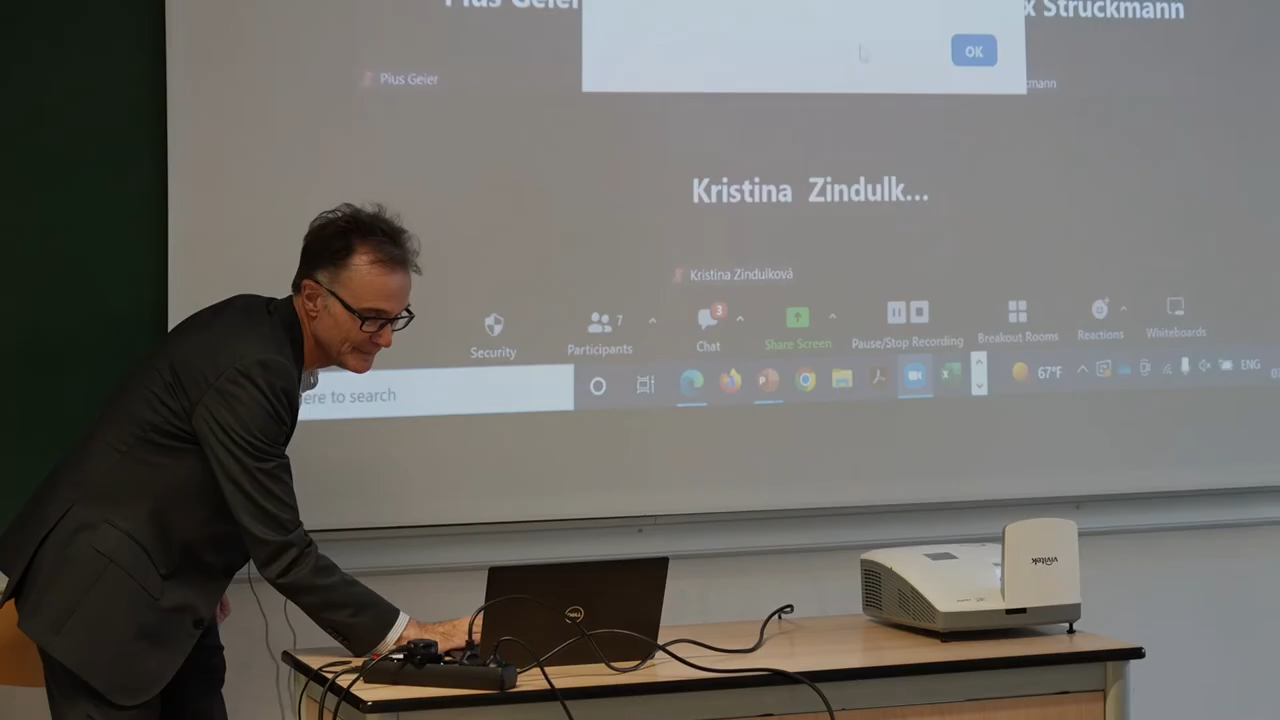 Pius Geier
x Struckmann
OK
Pius Geier
mann
Kristina Zindulk...
Kristina Zindulková
Security
Participants
7
Chat
3
Share Screen
Pause/Stop Recording
Breakout Rooms
Reactions
Whiteboards
ere to search
67°F
ENG
DELL
vivitek